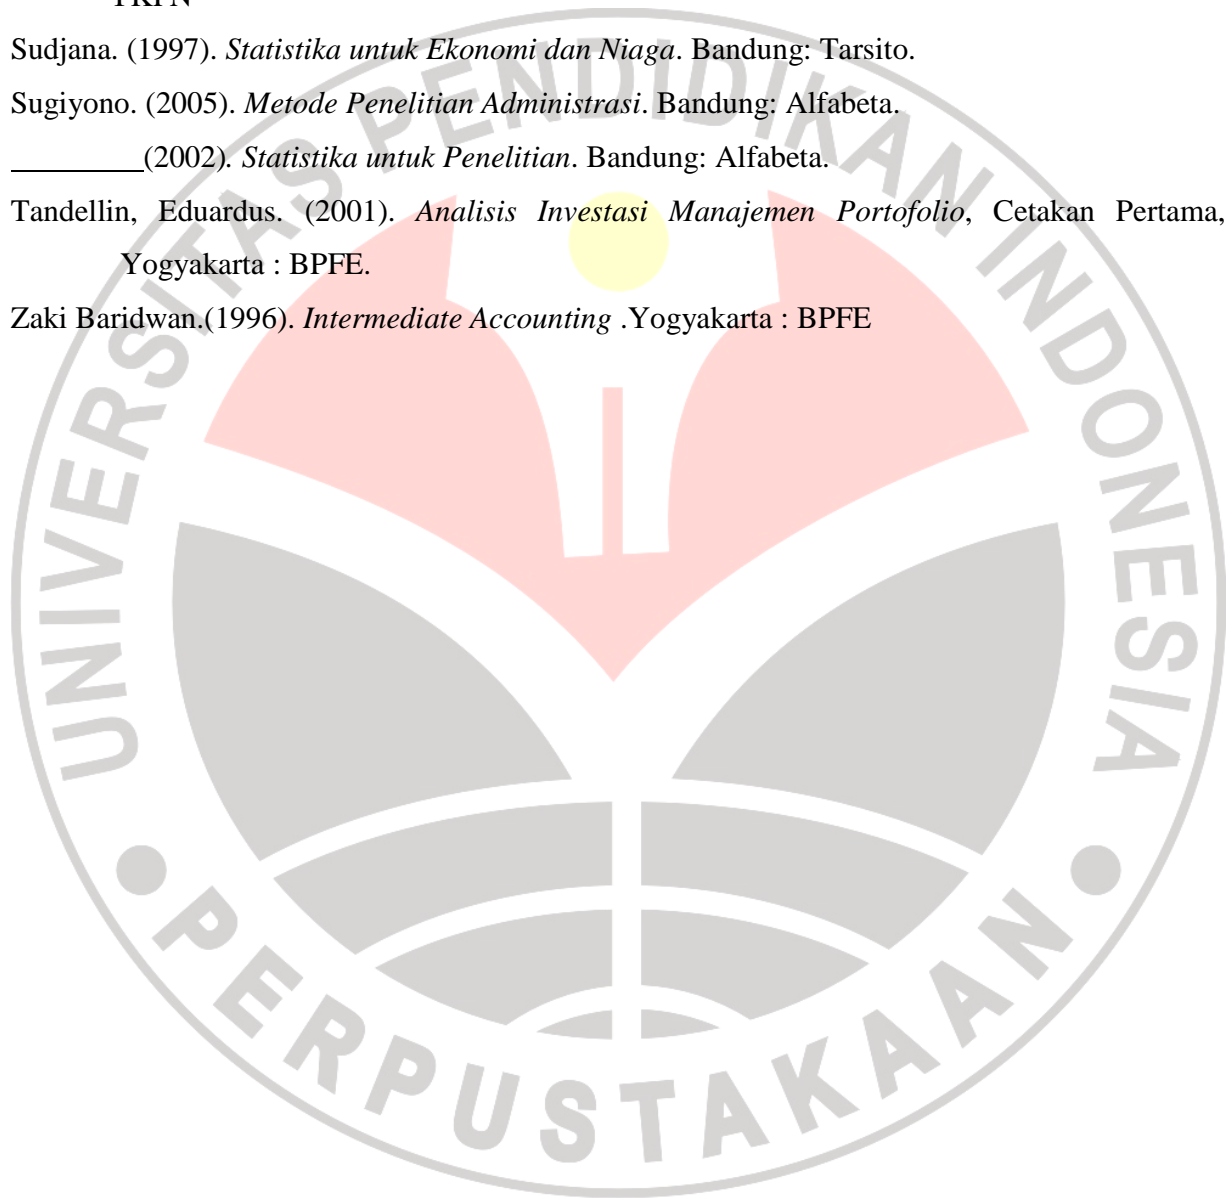 Sudjana. (1997). Statistika untuk Ekonomi dan Niaga. Bandung: Tarsito.
Sugiyono. (2005). Metode Penelitian Administrasi. Bandung: Alfabeta.
_________(2002). Statistika untuk Penelitian. Bandung: Alfabeta.
Tandellin, Eduardus. (2001). Analisis Investasi Manajemen Portofolio, Cetakan Pertama,
Yogyakarta : BPFE.
Zaki Baridwan.(1996). Intermediate Accounting .Yogyakarta : BPFE
UNIVERSITAS PENDIDIKAN INDONESIA
PERPUSTAKAAN